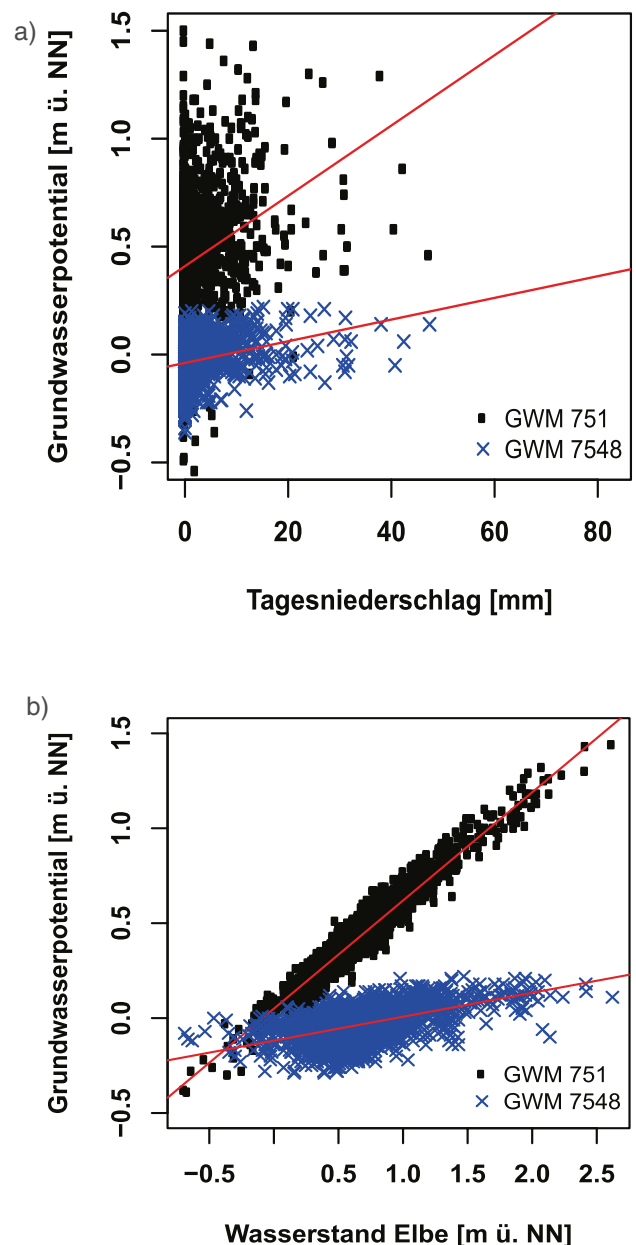 a)
Grundwasserpotential [m ü. NN]
1.5
1.0
0.5
0.0
−0.5
GWM 751
GWM 7548
0 20 40 60 80
Tagesniederschlag [mm]
b)
Grundwasserpotential [m ü. NN]
1.5
1.0
0.5
0.0
−0.5
GWM 751
GWM 7548
−0.5 0.5 1.0 1.5 2.0 2.5
Wasserstand Elbe [m ü. NN]